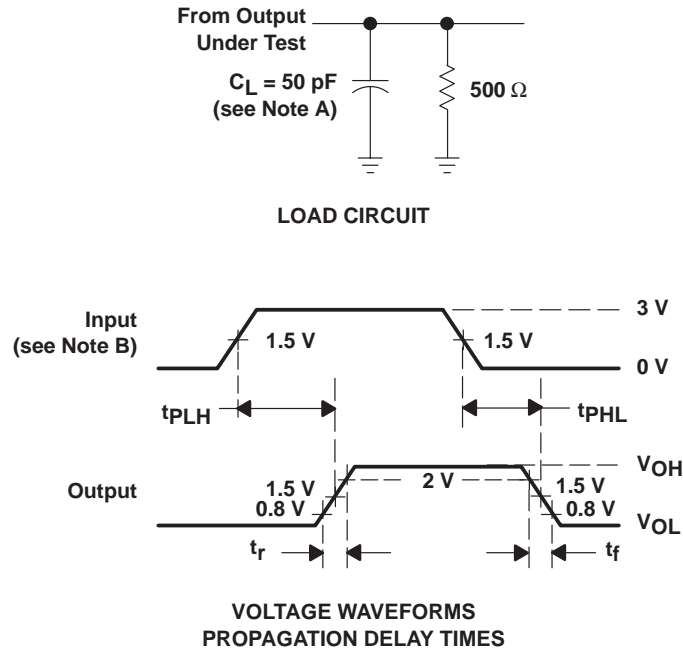 From Output
Under Test
CL = 50 pF
(see Note A)
500 Ω
LOAD CIRCUIT
Input
(see Note B)
1.5 V
1.5 V
3 V
0 V
tPLH
tPHL
Output
1.5 V
0.8 V
2 V
1.5 V
0.8 V
VOH
VOL
tr
tf
VOLTAGE WAVEFORMS
PROPAGATION DELAY TIMES